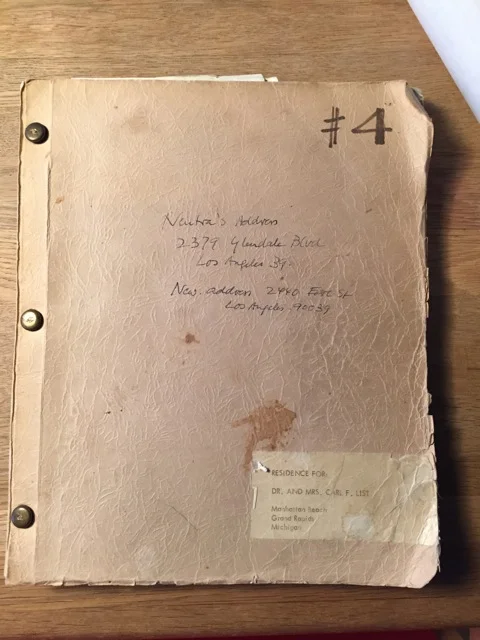 #4
Neutra's Address
2379 Glendale Blvd
Los Angeles 39
New. address 2440 St
Los Angeles 90039
RESIDENCE FOR:
DR. AND MRS. CARL F. LIST
Manhattan Beach
Grand Rapids
Michigan